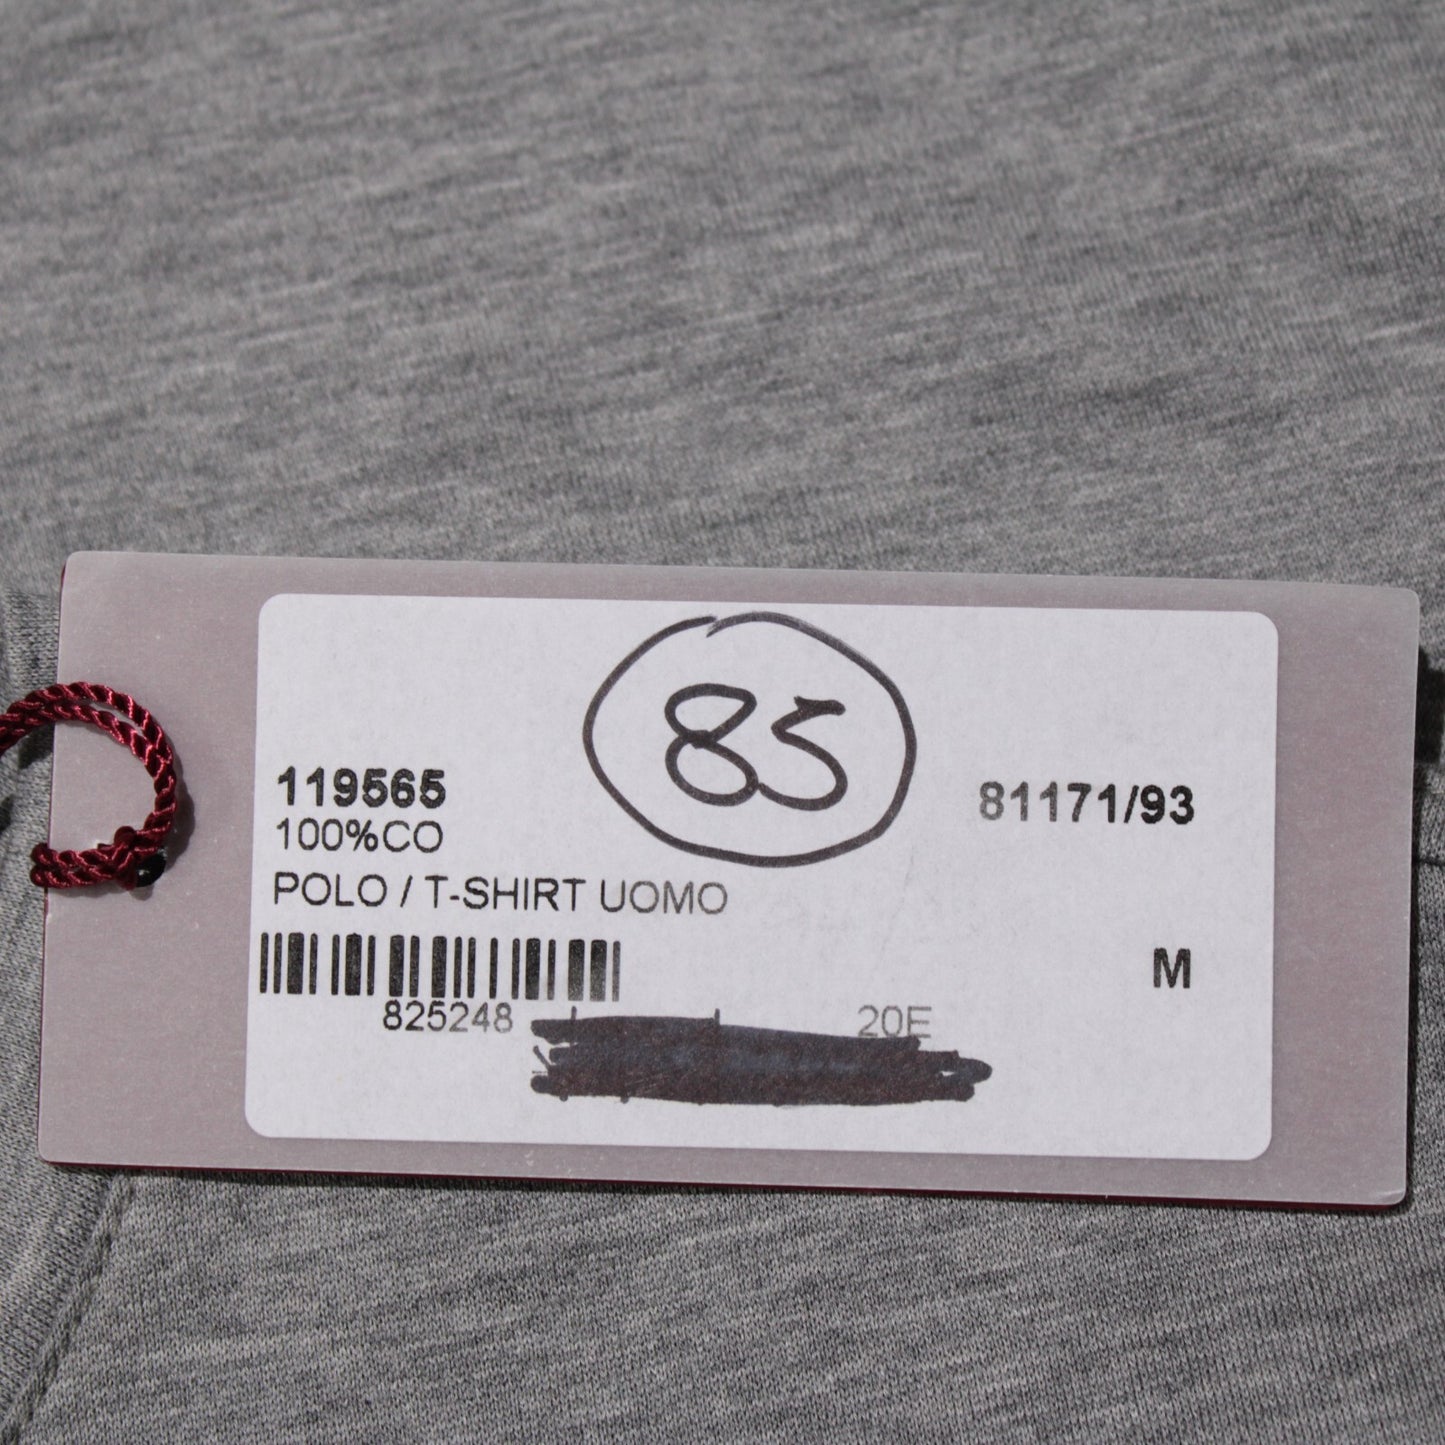 85
119565 81171/93
100%CO
POLO / T-SHIRT UOMO
M
825248 20E